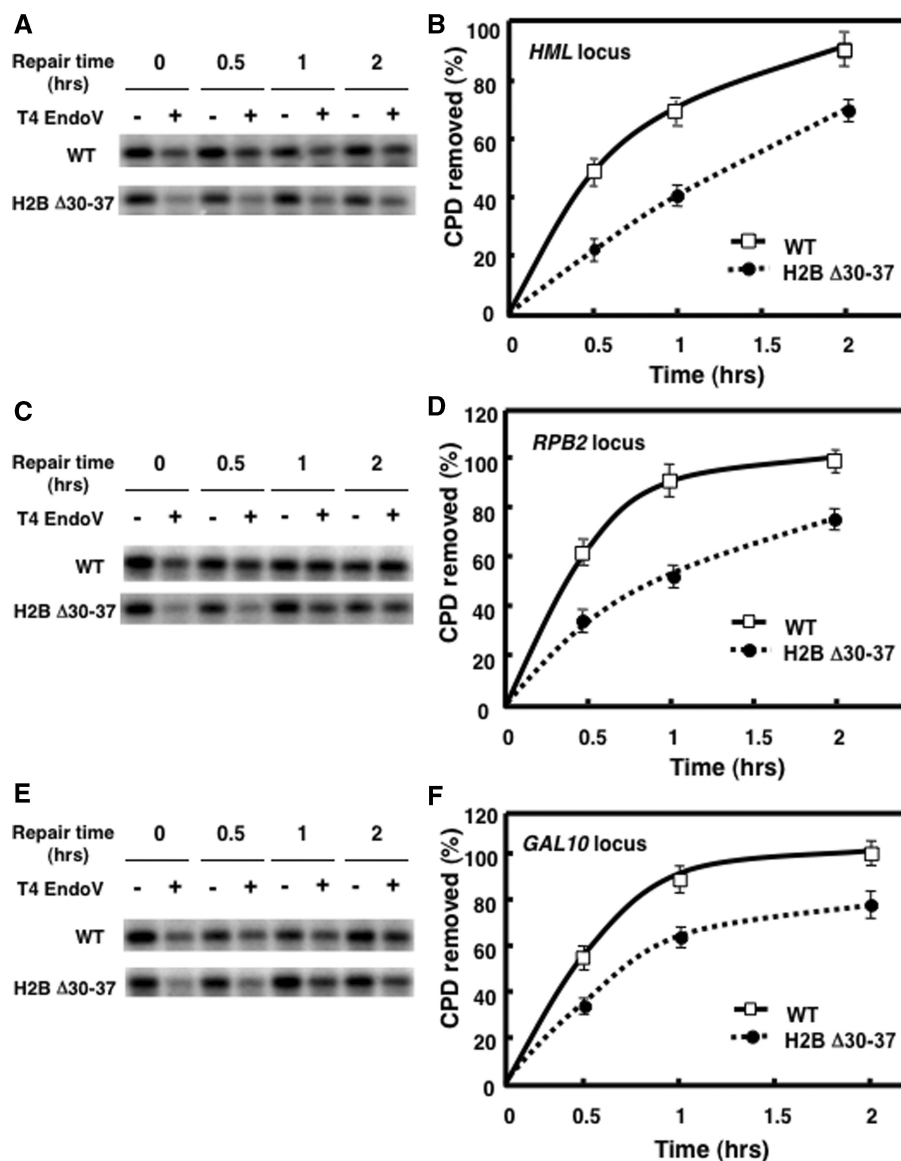 A
Repair time
(hrs)
0 0.5 1 2
T4 EndoV - + - + - + - +
WT
H2B Δ30-37
B
HML locus
CPD removed (%)
100
80
60
40
20
0
WT
H2B Δ30-37
0 0.5 1 1.5 2
Time (hrs)
C
Repair time
(hrs)
0 0.5 1 2
T4 EndoV - + - + - + - +
WT
H2B Δ30-37
D
RPB2 locus
CPD removed (%)
120
100
80
60
40
20
0
WT
H2B Δ30-37
0 0.5 1 1.5 2
Time (hrs)
E
Repair time
(hrs)
0 0.5 1 2
T4 EndoV - + - + - + - +
WT
H2B Δ30-37
F
GAL10 locus
CPD removed (%)
120
100
80
60
40
20
0
WT
H2B Δ30-37
0 0.5 1 1.5 2
Time (hrs)